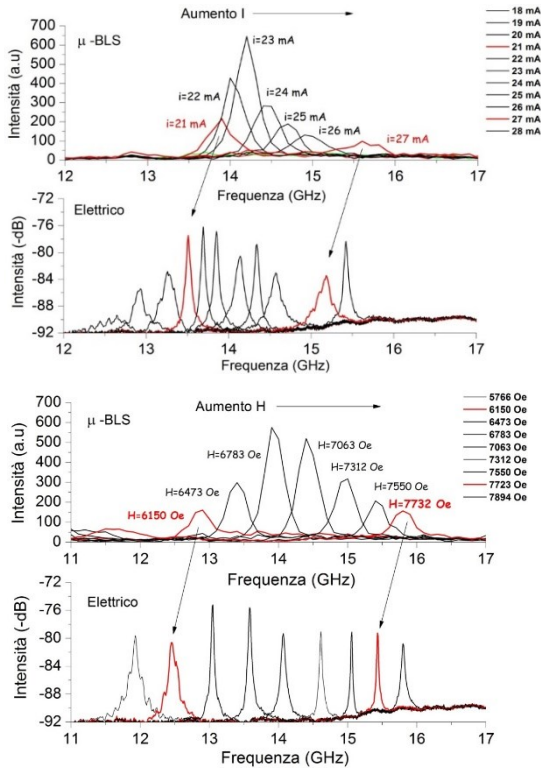 Aumento I
μ -BLS
Intensità (a.u)
700
600
500
400
300
200
100
0
i=23 mA
i=22 mA
i=24 mA
i=21 mA
i=25 mA
i=26 mA
i=27 mA
12 13 14 15 16 17
Frequenza (GHz)
18 mA
19 mA
20 mA
21 mA
22 mA
23 mA
24 mA
25 mA
26 mA
27 mA
28 mA
Elettrico
Intensità (-dB)
-72
-76
-80
-84
-88
-92
12 13 14 15 16 17
Frequenza (GHz)
Aumento H
μ -BLS
Intensità (a.u)
700
600
500
400
300
200
100
0
H=6783 Oe
H=7063 Oe
H=7312 Oe
H=6473 Oe
H=7550 Oe
H=6150 Oe
H=7732 Oe
11 12 13 14 15 16 17
Frequenza (GHz)
5766 Oe
6150 Oe
6473 Oe
6783 Oe
7063 Oe
7312 Oe
7550 Oe
7723 Oe
7894 Oe
Elettrico
Intensità (-dB)
-72
-76
-80
-84
-88
-92
11 12 13 14 15 16 17
Frequenza (GHz)